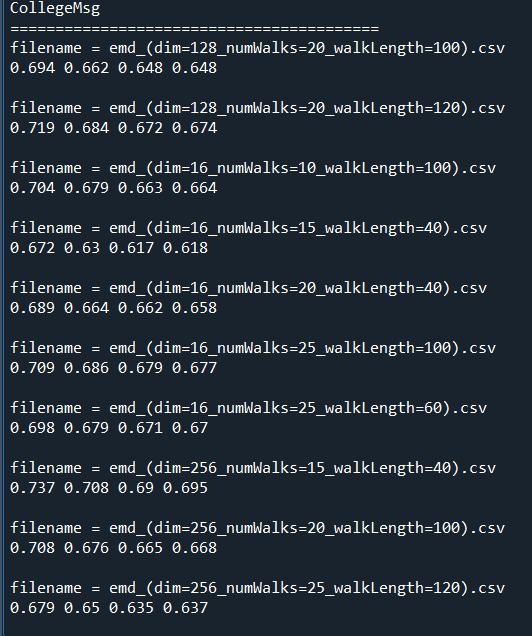 CollegeMsg
=========================================
filename = emd_(dim=128_numWalks=20_walkLength=100).csv
0.694 0.662 0.648 0.648
filename = emd_(dim=128_numWalks=20_walkLength=120).csv
0.719 0.684 0.672 0.674
filename = emd_(dim=16_numWalks=10_walkLength=100).csv
0.704 0.679 0.663 0.664
filename = emd_(dim=16_numWalks=15_walkLength=40).csv
0.672 0.63 0.617 0.618
filename = emd_(dim=16_numWalks=20_walkLength=40).csv
0.689 0.664 0.662 0.658
filename = emd_(dim=16_numWalks=25_walkLength=100).csv
0.709 0.686 0.679 0.677
filename = emd_(dim=16_numWalks=25_walkLength=60).csv
0.698 0.679 0.671 0.67
filename = emd_(dim=256_numWalks=15_walkLength=40).csv
0.737 0.708 0.69 0.695
filename = emd_(dim=256_numWalks=20_walkLength=100).csv
0.708 0.676 0.665 0.668
filename = emd_(dim=256_numWalks=25_walkLength=120).csv
0.679 0.65 0.635 0.637